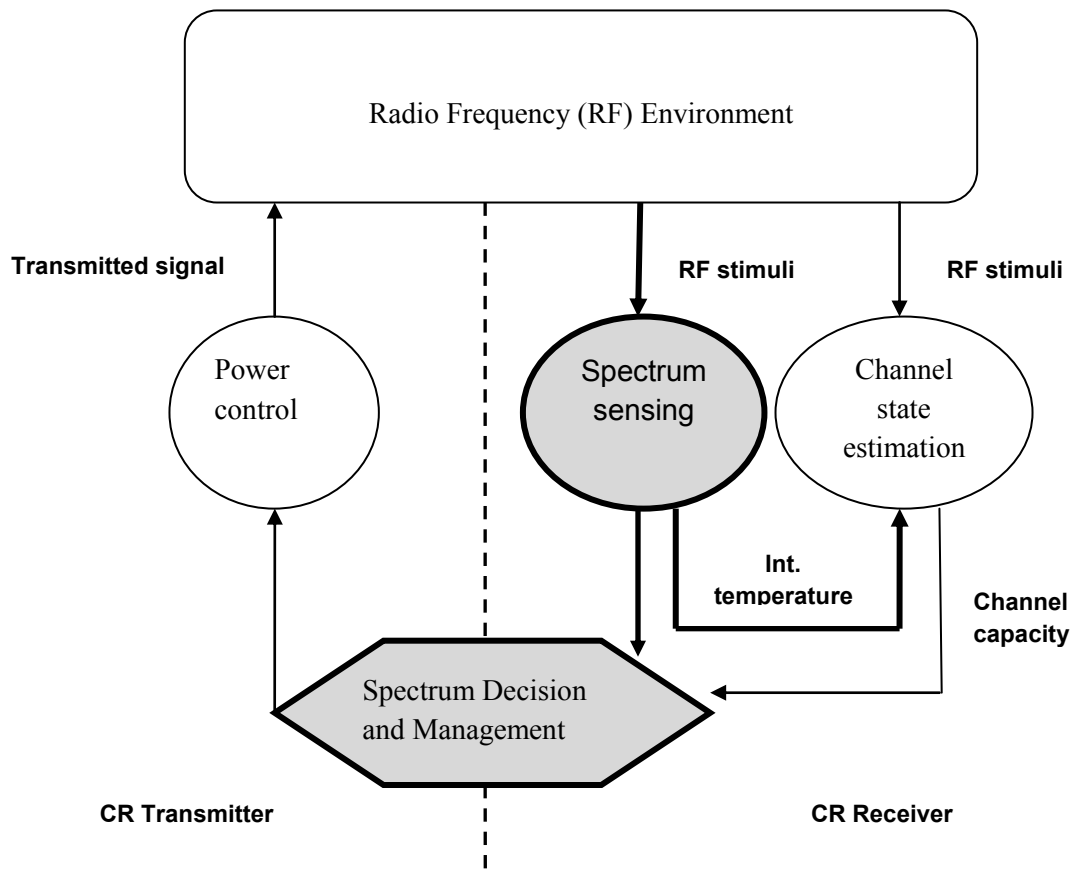 Radio Frequency (RF) Environment
Transmitted signal
RF stimuli
RF stimuli
Power
control
Spectrum
sensing
Channel
state
estimation
Int.
temperature
Channel
capacity
Spectrum Decision
and Management
CR Transmitter
CR Receiver